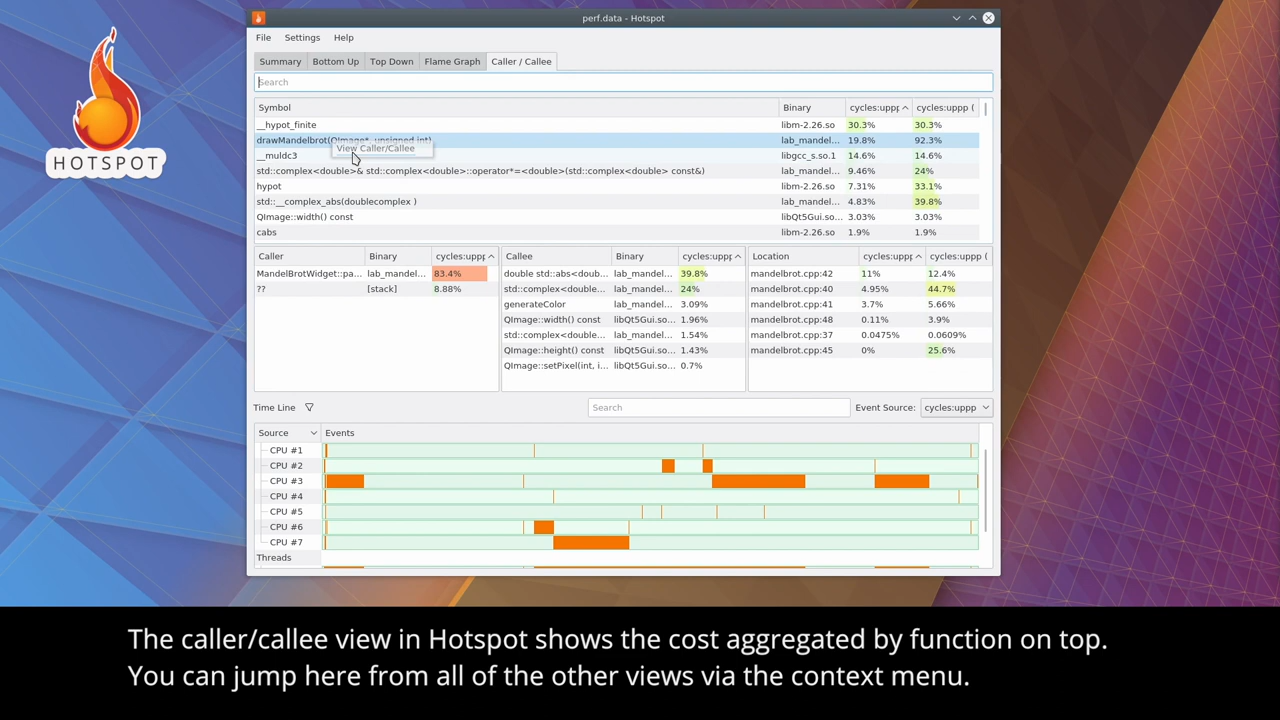 perf.data - Hotspot
File Settings Help
Summary Bottom Up Top Down Flame Graph Caller / Callee
Search
Symbol Binary cycles:uppp cycles:uppp (
__hypot_finite libm-2.26.so 30.3% 30.3%
drawMandelbrot(QImage*, unsigned int) lab_mandel... 19.8% 92.3%
View Caller/Callee
__muldc3 libgcc_s.so.1 14.6% 14.6%
std::complex<double>& std::complex<double>::operator*=<double>(std::complex<double> const&) lab_mandel... 9.46% 24%
hypot libm-2.26.so 7.31% 33.1%
std::__complex_abs(doublecomplex ) lab_mandel... 4.83% 39.8%
QImage::width() const libQt5Gui.so... 3.03% 3.03%
cabs libm-2.26.so 1.9% 1.9%
HOTSPOT
Caller Binary cycles:uppp
MandelBrotWidget::pa... lab_mandel... 83.4%
?? [stack] 8.88%
Callee Binary cycles:uppp
double std::abs<doub... lab_mandel... 39.8%
std::complex<double... lab_mandel... 24%
generateColor lab_mandel... 3.09%
QImage::width() const libQt5Gui.so... 1.96%
std::complex<double... lab_mandel... 1.54%
QImage::height() const libQt5Gui.so... 1.43%
QImage::setPixel(int, i... libQt5Gui.so... 0.7%
Location cycles:uppp cycles:uppp (
mandelbrot.cpp:42 11% 12.4%
mandelbrot.cpp:40 4.95% 44.7%
mandelbrot.cpp:41 3.7% 5.66%
mandelbrot.cpp:48 0.11% 3.9%
mandelbrot.cpp:37 0.0475% 0.0609%
mandelbrot.cpp:45 0% 25.6%
Time Line Search Event Source: cycles:uppp
Source Events
CPU #1
CPU #2
CPU #3
CPU #4
CPU #5
CPU #6
CPU #7
Threads
The caller/callee view in Hotspot shows the cost aggregated by function on top.
You can jump here from all of the other views via the context menu.